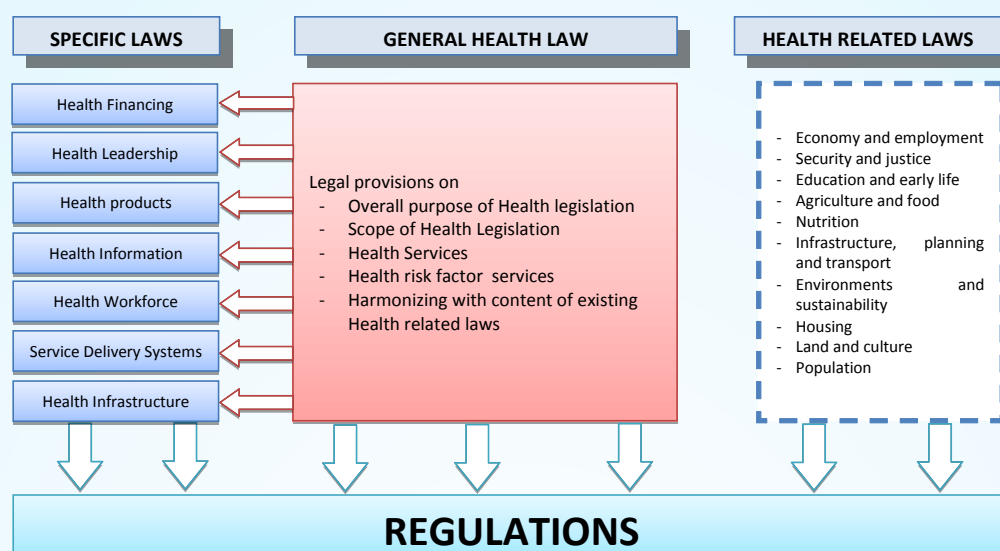 SPECIFIC LAWS
GENERAL HEALTH LAW
HEALTH RELATED LAWS
Health Financing
Health Leadership
Health products
Health Information
Health Workforce
Service Delivery Systems
Health Infrastructure
Legal provisions on
- Overall purpose of Health legislation
- Scope of Health Legislation
- Health Services
- Health risk factor services
- Harmonizing with content of existing
Health related laws
- Economy and employment
- Security and justice
- Education and early life
- Agriculture and food
- Nutrition
- Infrastructure, planning
and transport
- Environments and
sustainability
- Housing
- Land and culture
- Population
REGULATIONS